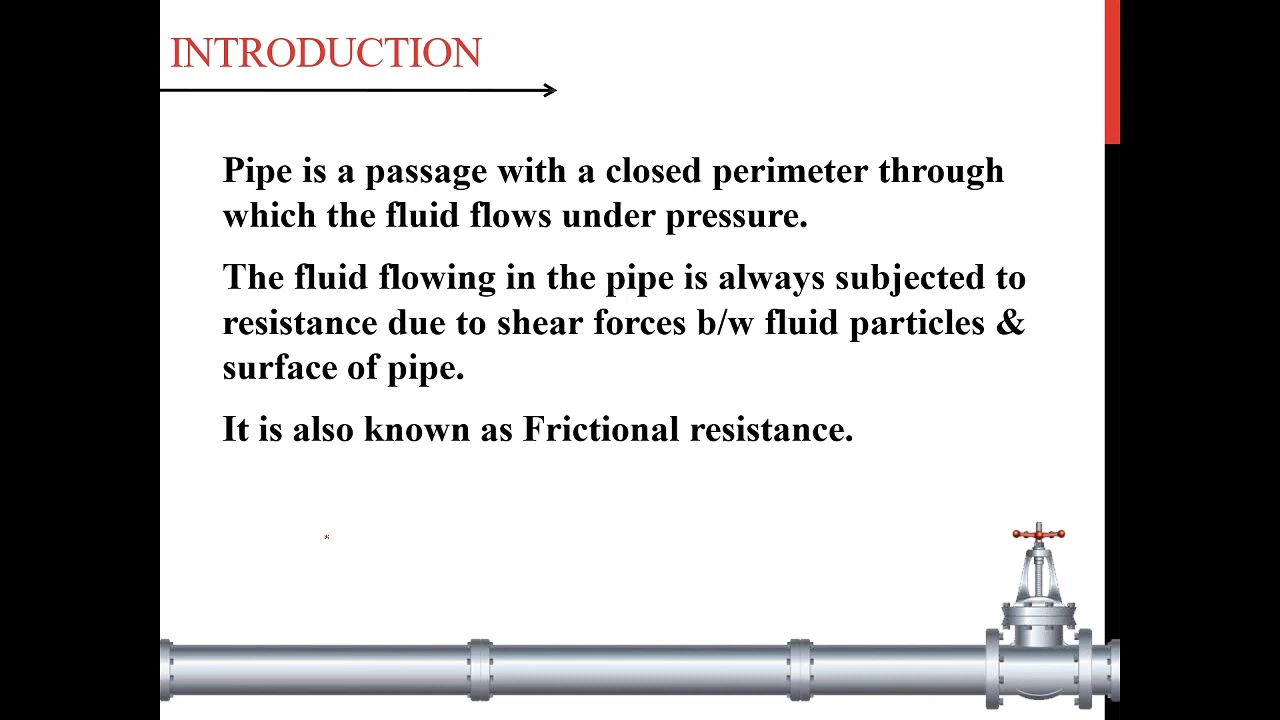 INTRODUCTION
Pipe is a passage with a closed perimeter through
which the fluid flows under pressure.
The fluid flowing in the pipe is always subjected to
resistance due to shear forces b/w fluid particles &
surface of pipe.
It is also known as Frictional resistance.
*